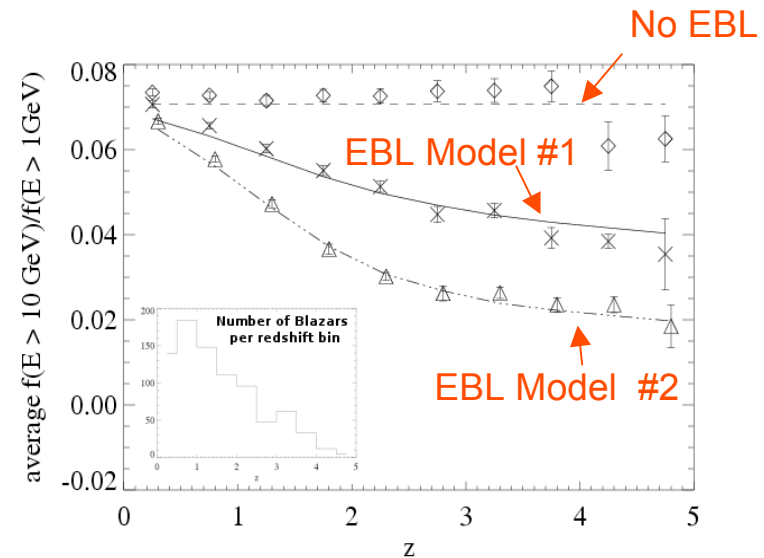 No EBL
0.08
0.06
0.04
0.02
0.00
-0.02
average f(E > 10 GeV)/f(E > 1GeV)
EBL Model #1
EBL Model #2
Number of Blazars
per redshift bin
200
150
100
50
0
0 1 2 3 4 5
z
0 1 2 3 4 5
z